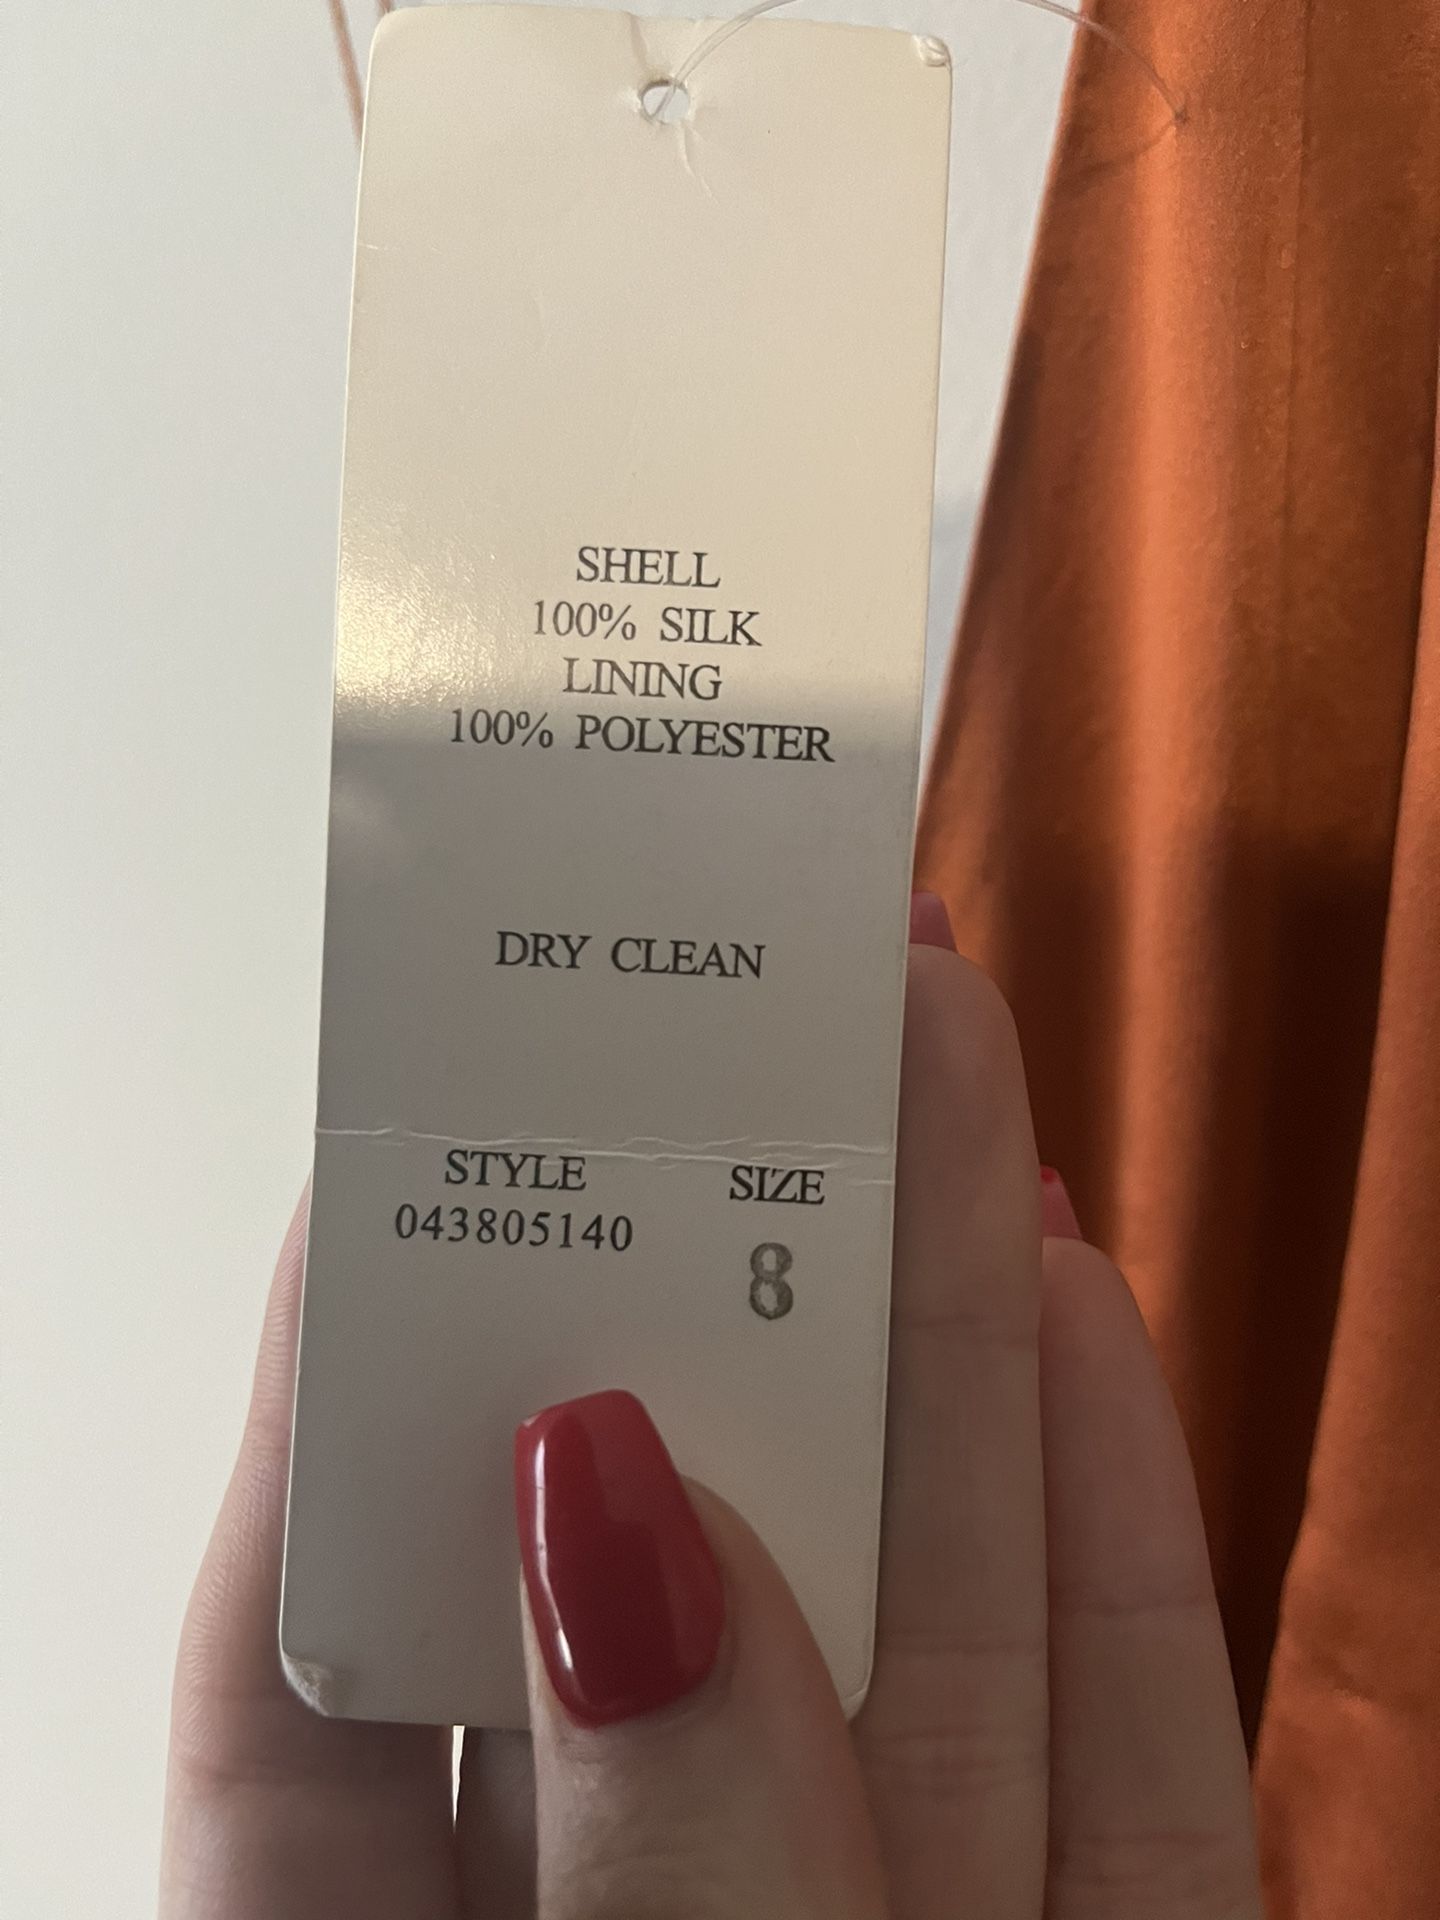 SHELL
100% SILK
LINING
100% POLYESTER
DRY CLEAN
STYLE SIZE
043805140 8